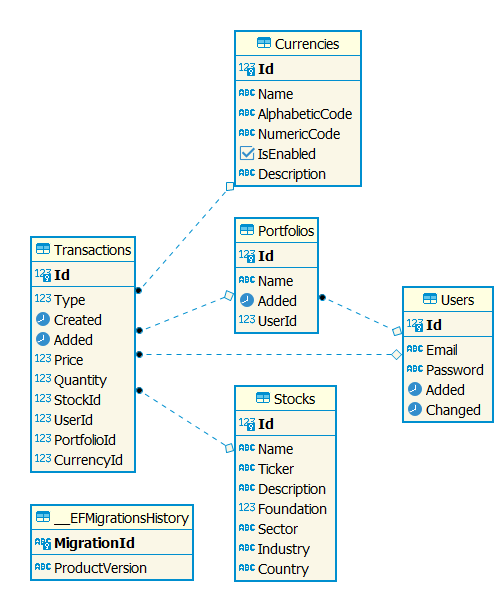 Currencies
123 Id
ABC Name
ABC AlphabeticCode
ABC NumericCode
IsEnabled
ABC Description
Transactions
123 Id
123 Type
Created
Added
123 Price
123 Quantity
123 StockId
123 UserId
123 PortfolioId
123 CurrencyId
Portfolios
123 Id
ABC Name
Added
123 UserId
Users
123 Id
ABC Email
ABC Password
Added
Changed
Stocks
123 Id
ABC Name
ABC Ticker
ABC Description
123 Foundation
ABC Sector
ABC Industry
ABC Country
__EFMigrationsHistory
ABC MigrationId
ABC ProductVersion